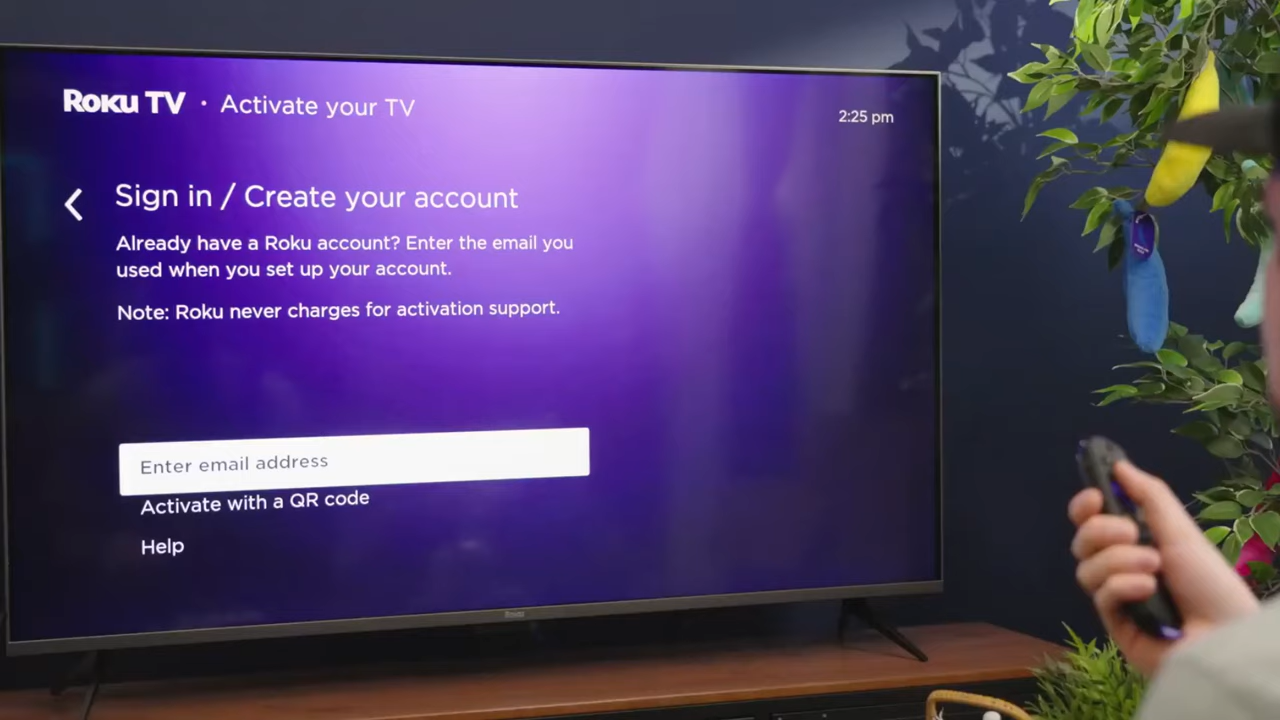 Roku TV • Activate your TV
2:25 pm
Sign in / Create your account
Already have a Roku account? Enter the email you
used when you set up your account.
Note: Roku never charges for activation support.
Enter email address
Activate with a QR code
Help
Roku